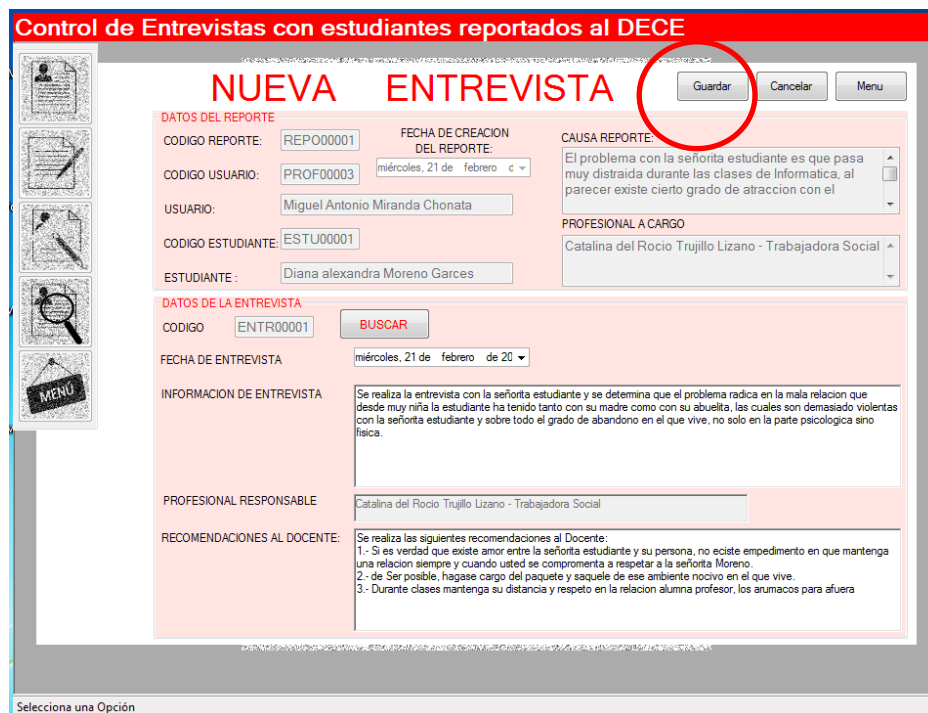 Control de Entrevistas con estudiantes reportados al DECE
NUEVA ENTREVISTA
Guardar
Cancelar
Menu
DATOS DEL REPORTE
CODIGO REPORTE:
REPO00001
FECHA DE CREACION
DEL REPORTE:
miércoles, 21 de febrero d
CODIGO USUARIO:
PROF00003
USUARIO:
Miguel Antonio Miranda Chonata
CODIGO ESTUDIANTE:
ESTU00001
ESTUDIANTE :
Diana alexandra Moreno Garces
CAUSA REPORTE:
El problema con la señorita estudiante es que pasa
muy distraida durante las clases de Informatica, al
parecer existe cierto grado de atraccion con el
PROFESIONAL A CARGO
Catalina del Rocio Trujillo Lizano - Trabajadora Social
DATOS DE LA ENTREVISTA
CODIGO
ENTR00001
BUSCAR
FECHA DE ENTREVISTA
miércoles, 21 de febrero de 20
INFORMACION DE ENTREVISTA
Se realiza la entrevista con la señorita estudiante y se determina que el problema radica en la mala relacion que
desde muy niña la estudiante ha tenido tanto con su madre como con su abuelita, las cuales son demasiado violentas
con la señorita estudiante y sobre todo el grado de abandono en el que vive, no solo en la parte psicologica sino
fisica.
PROFESIONAL RESPONSABLE
Catalina del Rocio Trujillo Lizano - Trabajadora Social
RECOMENDACIONES AL DOCENTE:
Se realiza las siguientes recomendaciones al Docente:
1.- Si es verdad que existe amor entre la señorita estudiante y su persona, no eciste empedimento en que mantenga
una relacion siempre y cuando usted se compromenta a respetar a la señorita Moreno.
2.- de Ser posible, hagase cargo del paquete y saquele de ese ambiente nocivo en el que vive.
3.- Durante clases mantenga su distancia y respeto en la relacion alumna profesor, los arumacos para afuera
MENÚ
Selecciona una Opción